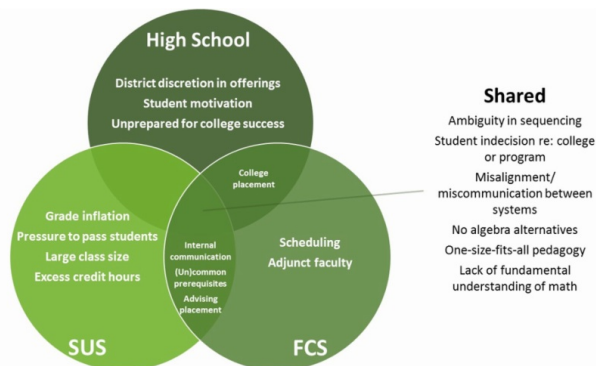 High School
District discretion in offerings
Student motivation
Unprepared for college success
College
placement
Grade inflation
Pressure to pass students
Large class size
Excess credit hours
Internal
communication
(Un)common
prerequisites
Advising
placement
Scheduling
Adjunct faculty
SUS
FCS
Shared
Ambiguity in sequencing
Student indecision re: college
or program
Misalignment/
miscommunication between
systems
No algebra alternatives
One-size-fits-all pedagogy
Lack of fundamental
understanding of math